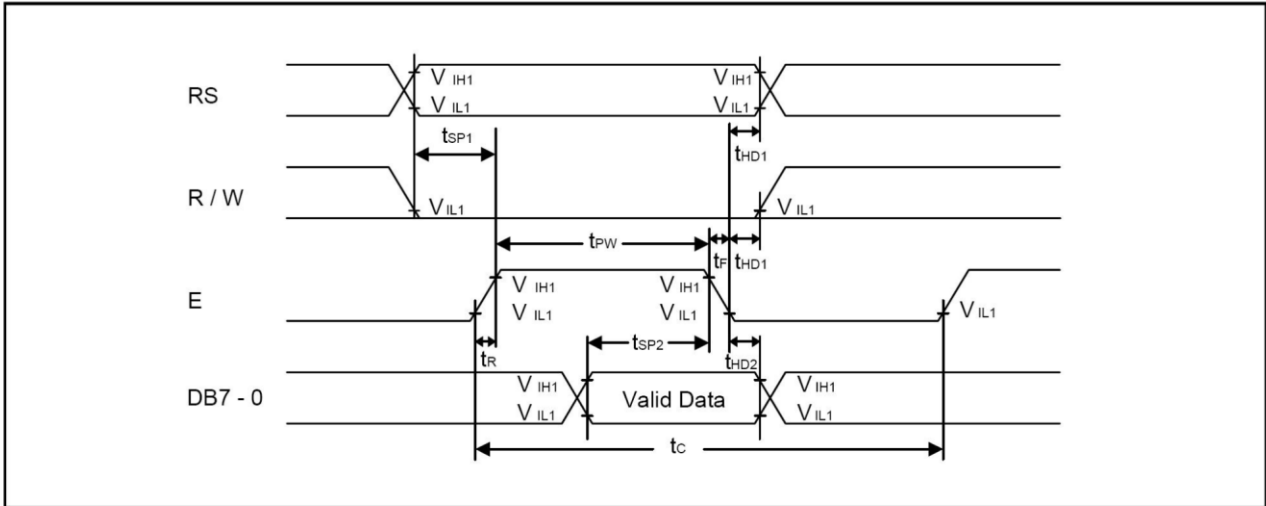 RS
V IH1 V IH1
V IL1 V IL1
tSP1
tHD1
R / W
V IL1 V IL1
tPW tF tHD1
E
V IH1 V IH1
V IL1 V IL1 V IL1
tR tSP2 tHD2
DB7 - 0
V IH1 Valid Data V IH1
V IL1 V IL1
tC